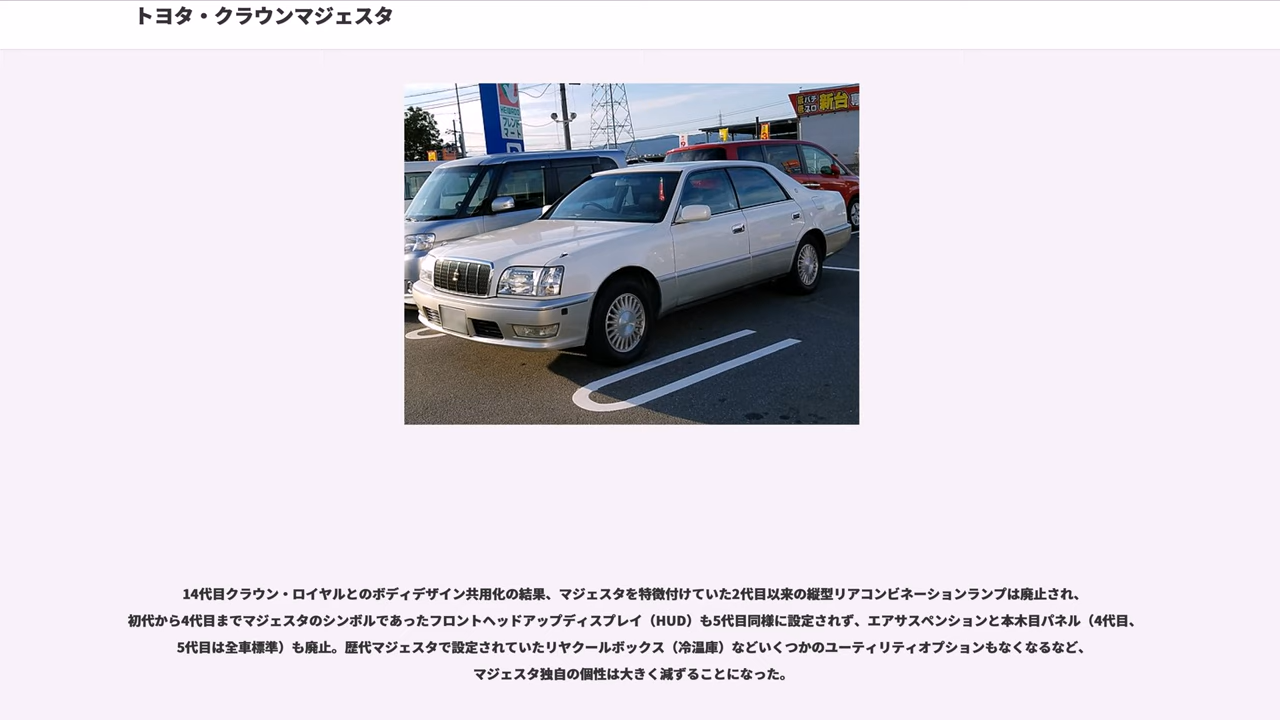 トヨタ・クラウンマジェスタ
HEIWADO
フレンド
マート
新台
14代目クラウン・ロイヤルとのボディデザイン共用化の結果、マジェスタを特徴付けていた2代目以来の縦型リアコンビネーションランプは廃止され、
初代から4代目までマジェスタのシンボルであったフロントヘッドアップディスプレイ（HUD）も5代目同様に設定されず、エアサスペンションと本木目パネル（4代目、
5代目は全車標準）も廃止。歴代マジェスタで設定されていたリヤクールボックス（冷温庫）などいくつかのユーティリティオプションもなくなるなど、
マジェスタ独自の個性は大きく減ずることになった。